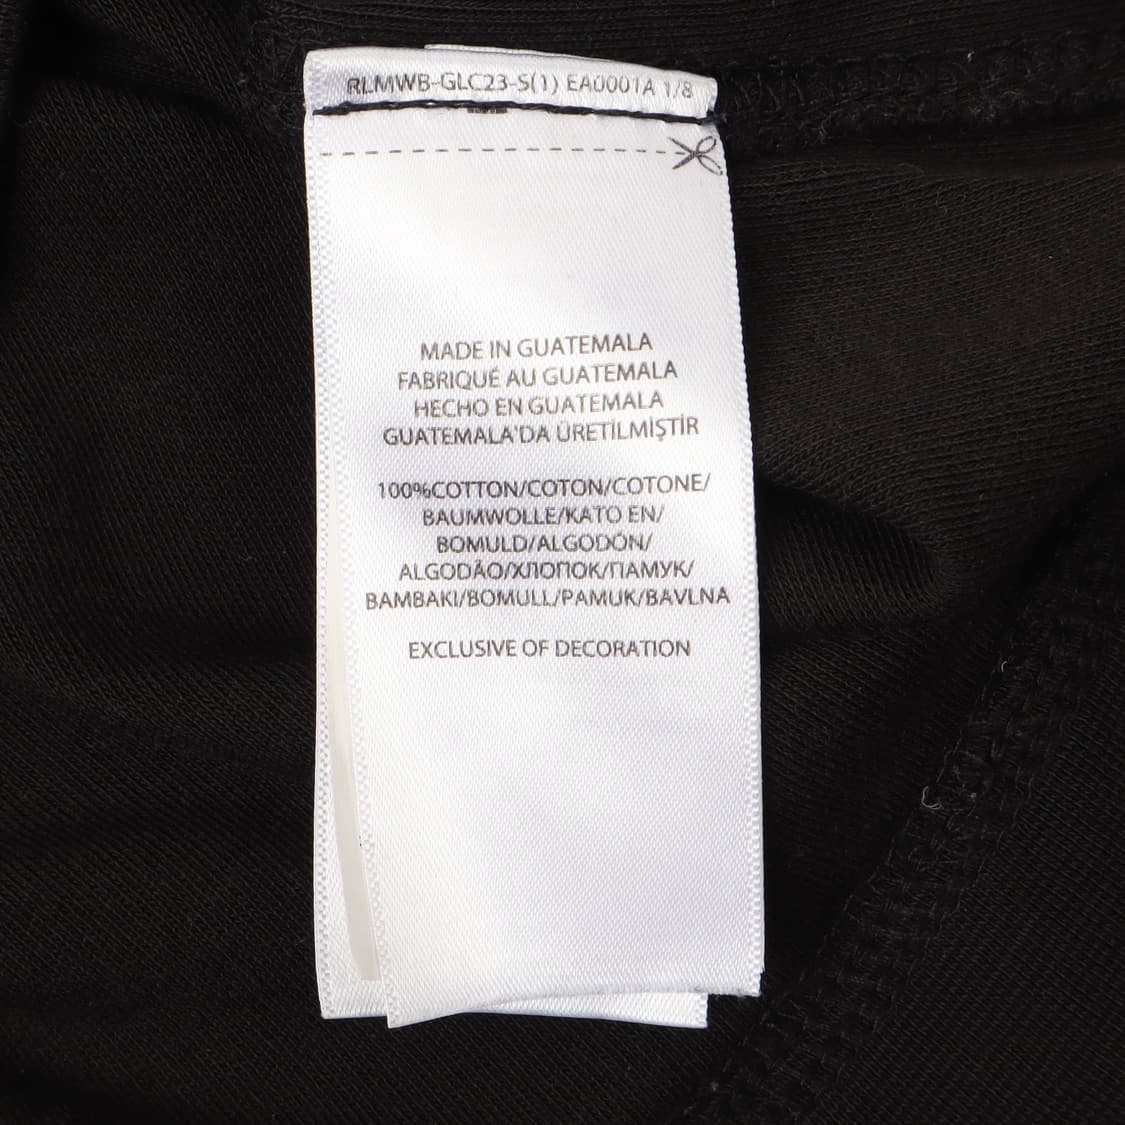 RLMWB-GLC23-S(1) EA0001A 1/8
MADE IN GUATEMALA
FABRIQUÉ AU GUATEMALA
HECHO EN GUATEMALA
GUATEMALA'DA ÜRETİLMİŞTİR
100%COTTON/COTON/COTONE/
BAUMWOLLE/KATO EN/
BOMULD/ALGODÓN/
ALGODÃO/ХЛОПОК/ПАМУК/
BAMBAKI/BOMULL/PAMUK/BAVLNA
EXCLUSIVE OF DECORATION